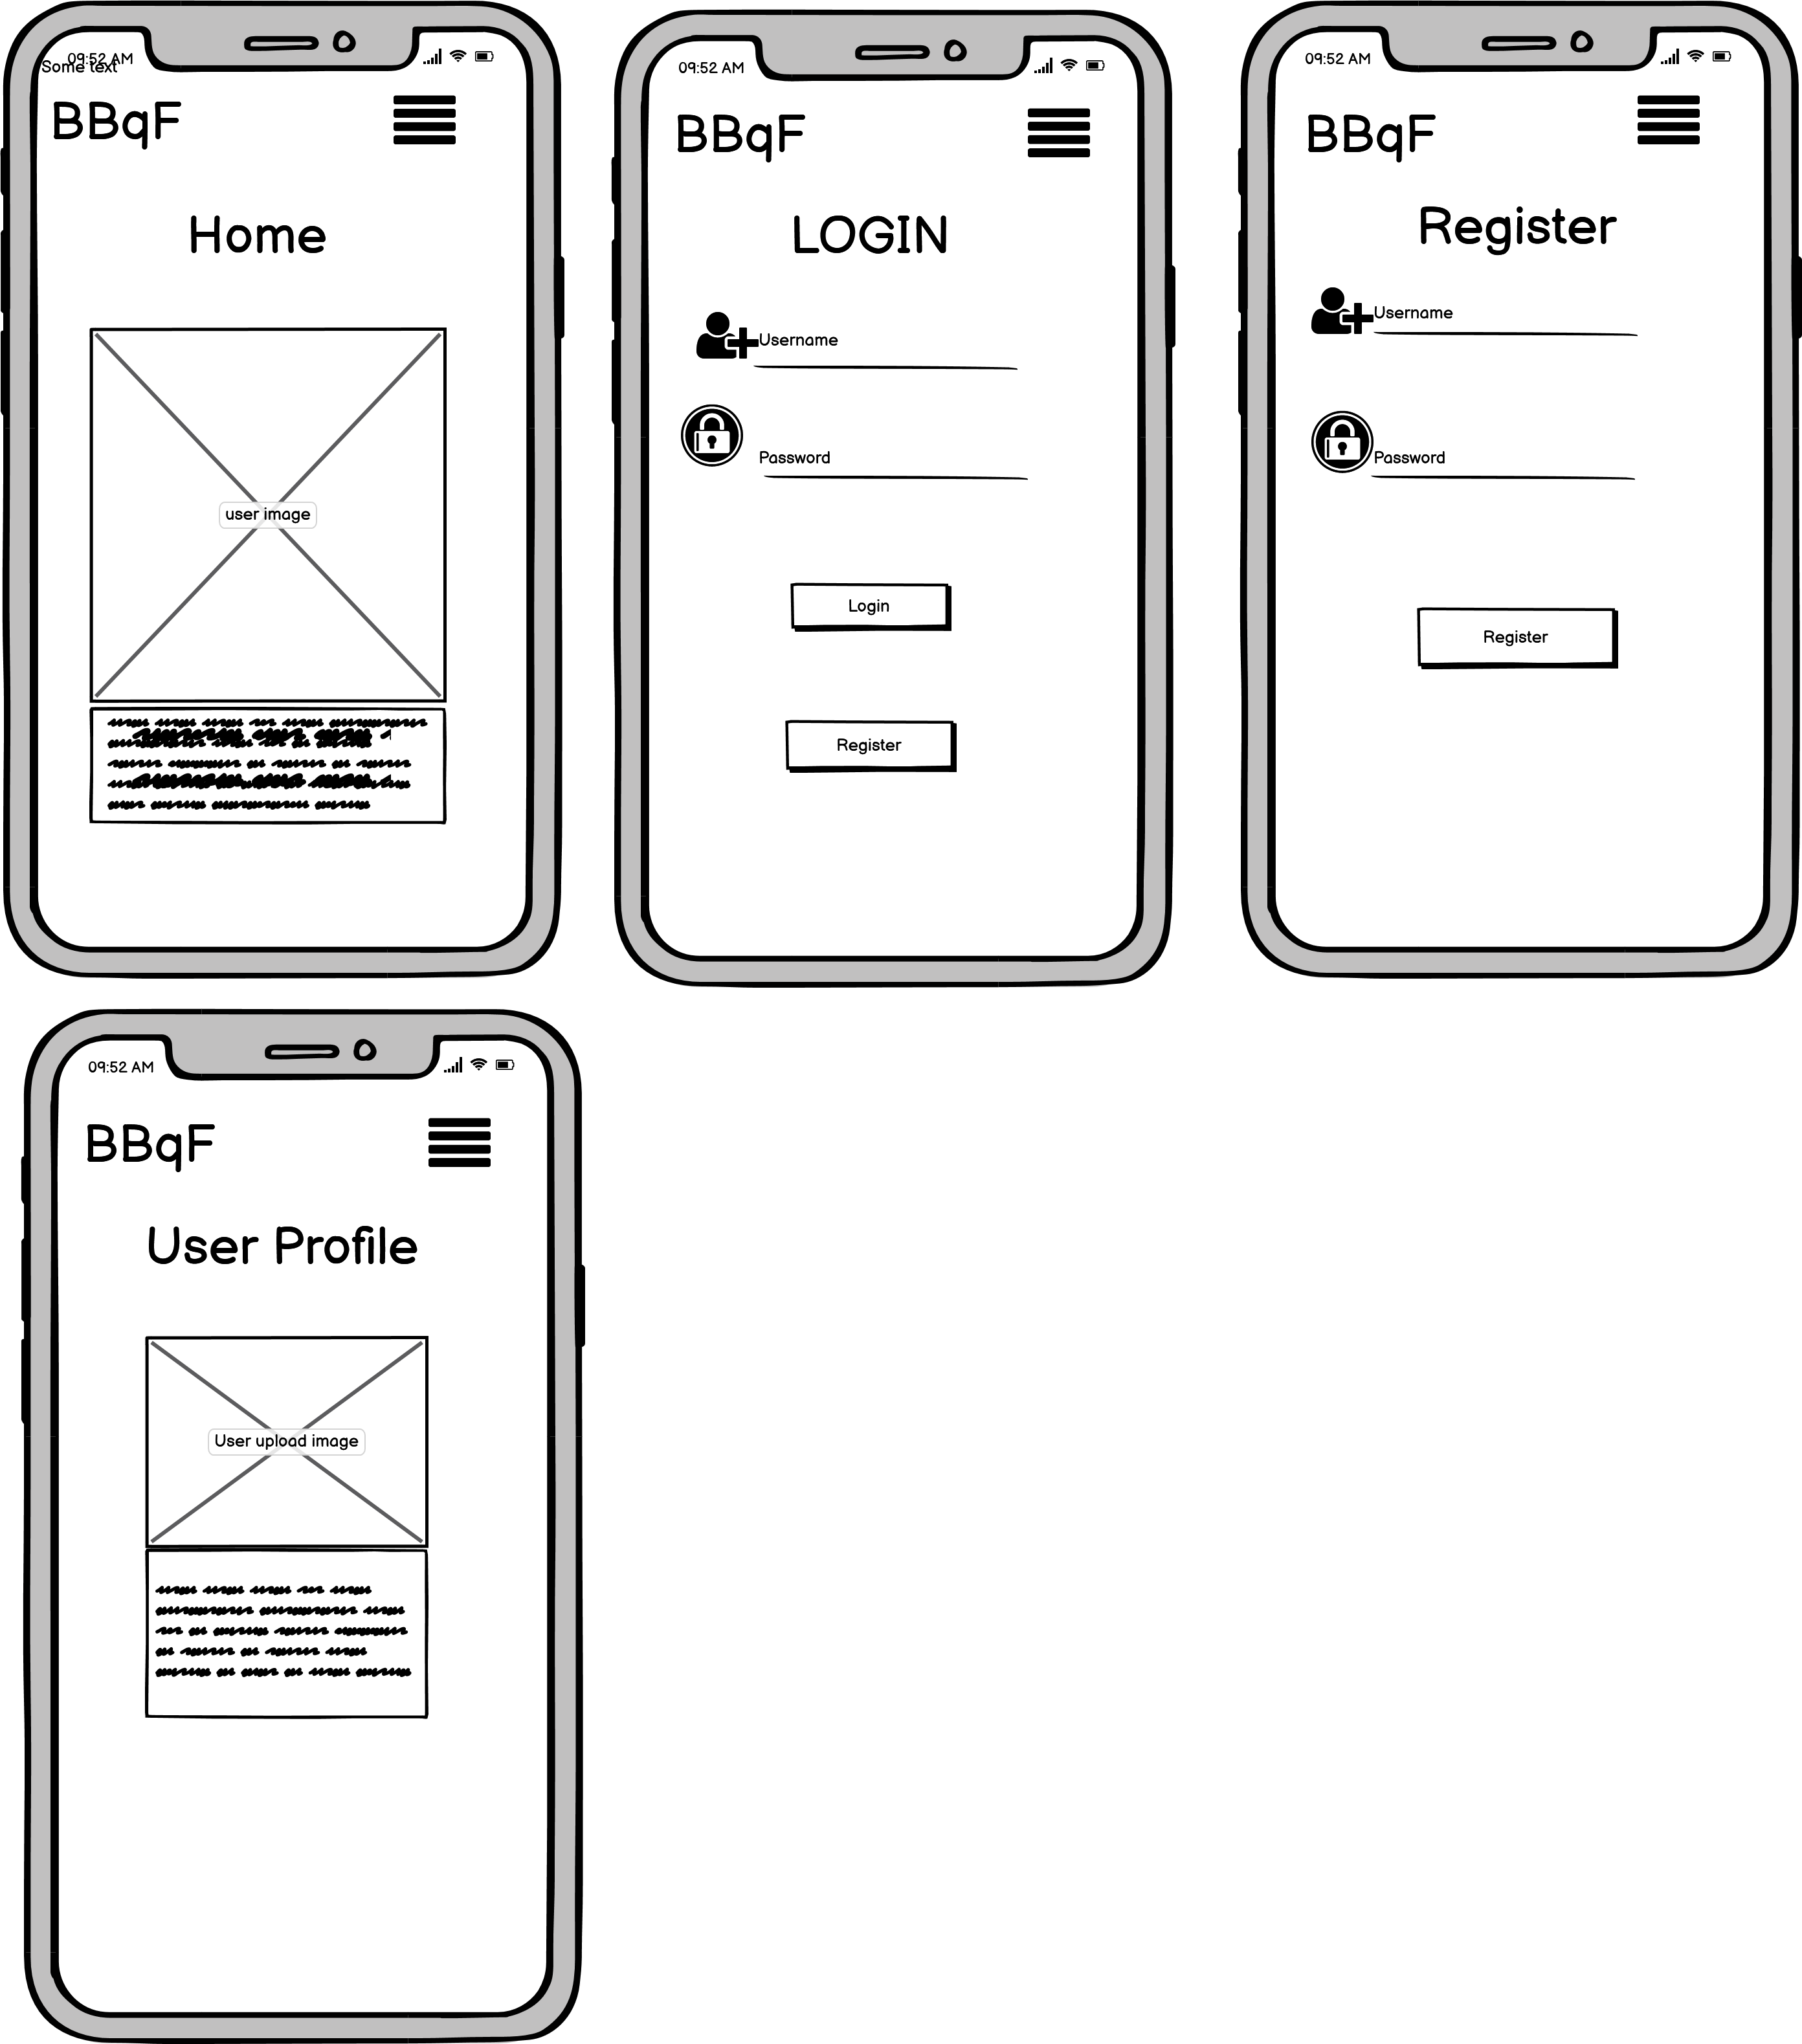 09:52 AM
Some text
BBqF
Home
user image
09:52 AM
BBqF
LOGIN
Username
Password
Login
Register
09:52 AM
BBqF
Register
Username
Password
Register
09:52 AM
BBqF
User Profile
User upload image